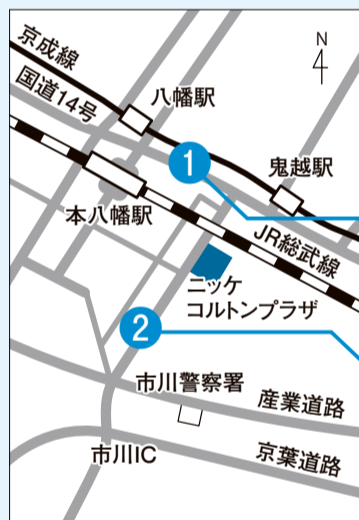 京成線
N
国道14号
八幡駅
1
鬼越駅
本八幡駅
JR総武線
ニッケ
コルトンプラザ
2
市川警察署
産業道路
市川IC
京葉道路